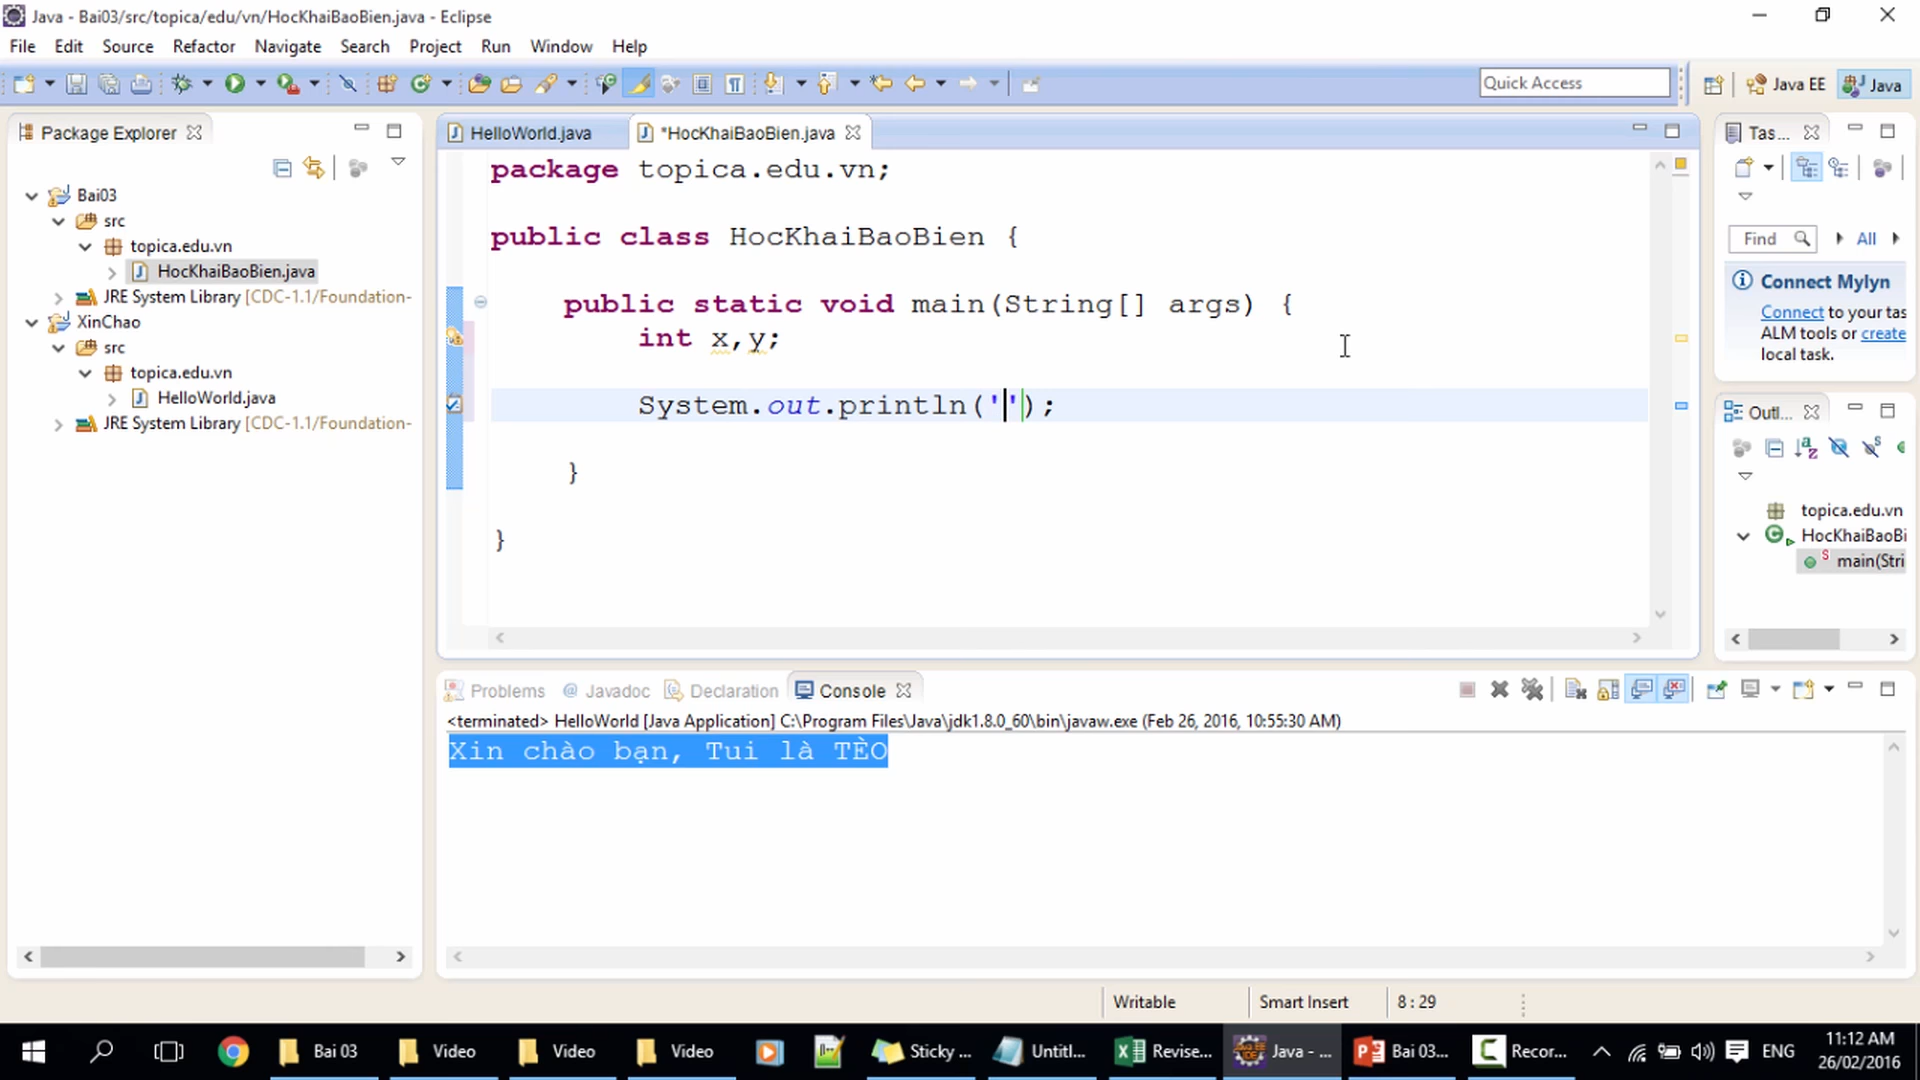 Java - Bai03/src/topica/edu/vn/HocKhaiBaoBien.java - Eclipse
File Edit Source Refactor Navigate Search Project Run Window Help
Quick Access
Java EE
Java
Package Explorer
Bai03
src
topica.edu.vn
HocKhaiBaoBien.java
JRE System Library [CDC-1.1/Foundation-
XinChao
src
topica.edu.vn
HelloWorld.java
JRE System Library [CDC-1.1/Foundation-
HelloWorld.java
*HocKhaiBaoBien.java
package topica.edu.vn;
public class HocKhaiBaoBien {
public static void main(String[] args) {
int x,y;
System.out.println('');
}
}
Tas...
Find
All
Connect Mylyn
Connect to your tas
ALM tools or create
local task.
Outl...
topica.edu.vn
HocKhaiBaoBi
main(Stri
Problems @ Javadoc Declaration Console
<terminated> HelloWorld [Java Application] C:\Program Files\Java\jdk1.8.0_60\bin\javaw.exe (Feb 26, 2016, 10:55:30 AM)
Xin chào bạn, Tui là TÈO
Writable
Smart Insert
8 : 29
Bai 03
Video
Video
Video
Sticky ...
Untitl...
Revise...
Java - ...
Bai 03...
Recor...
ENG
11:12 AM
26/02/2016